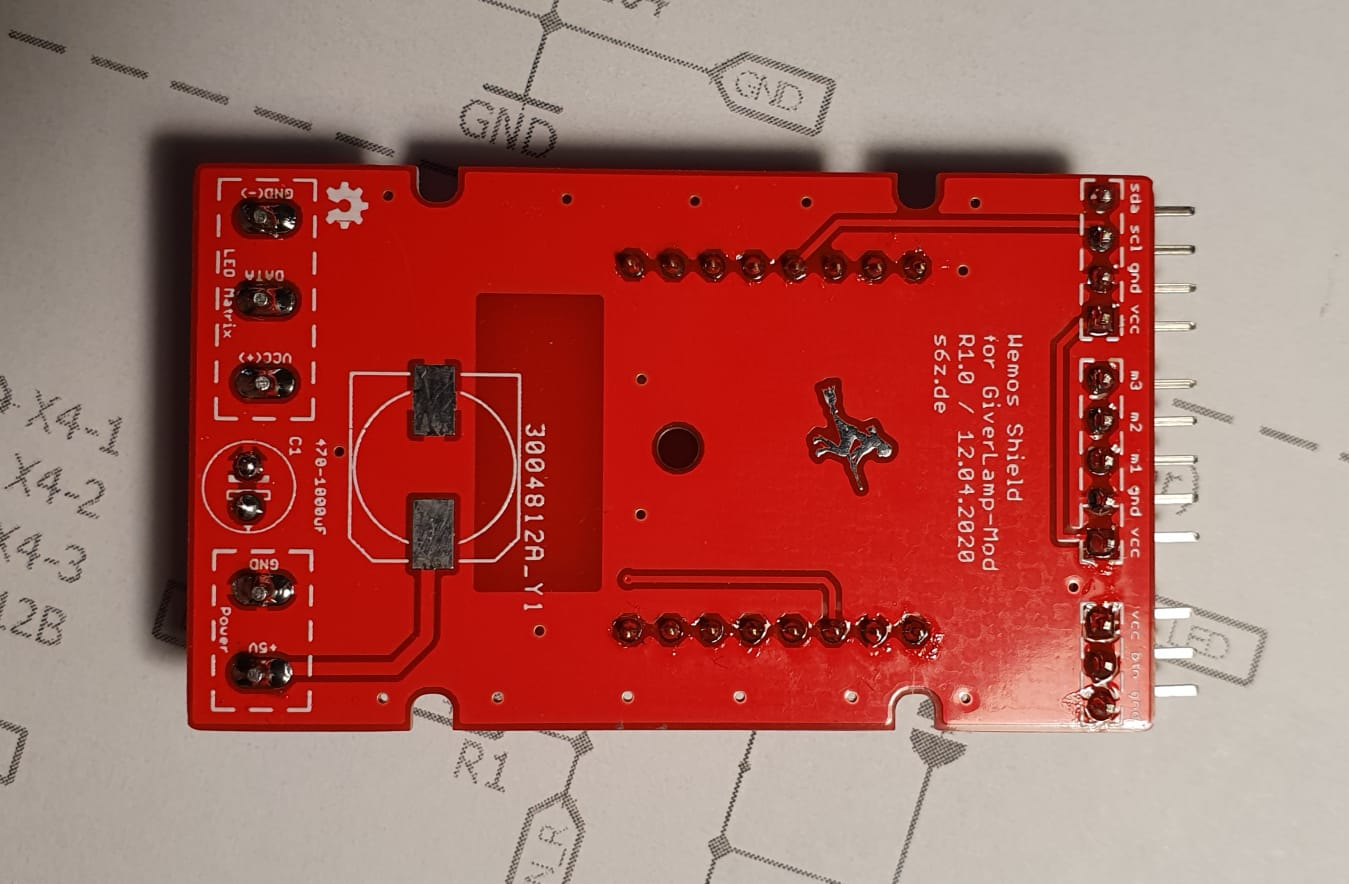 GND
GND
GND(-)
LED Matrix
DATA
VCC(+)
C1
470-1000uF
GND
Power
+5V
3004812A_Y1
Wemos Shield
for GiverLamp-Mod
R1.0 / 12.04.2020
s6z.de
sda scl gnd vcc
m3 m2 m1 gnd vcc
vcc btn gnd
X4-1
X4-2
X4-3
12B
R1
LED